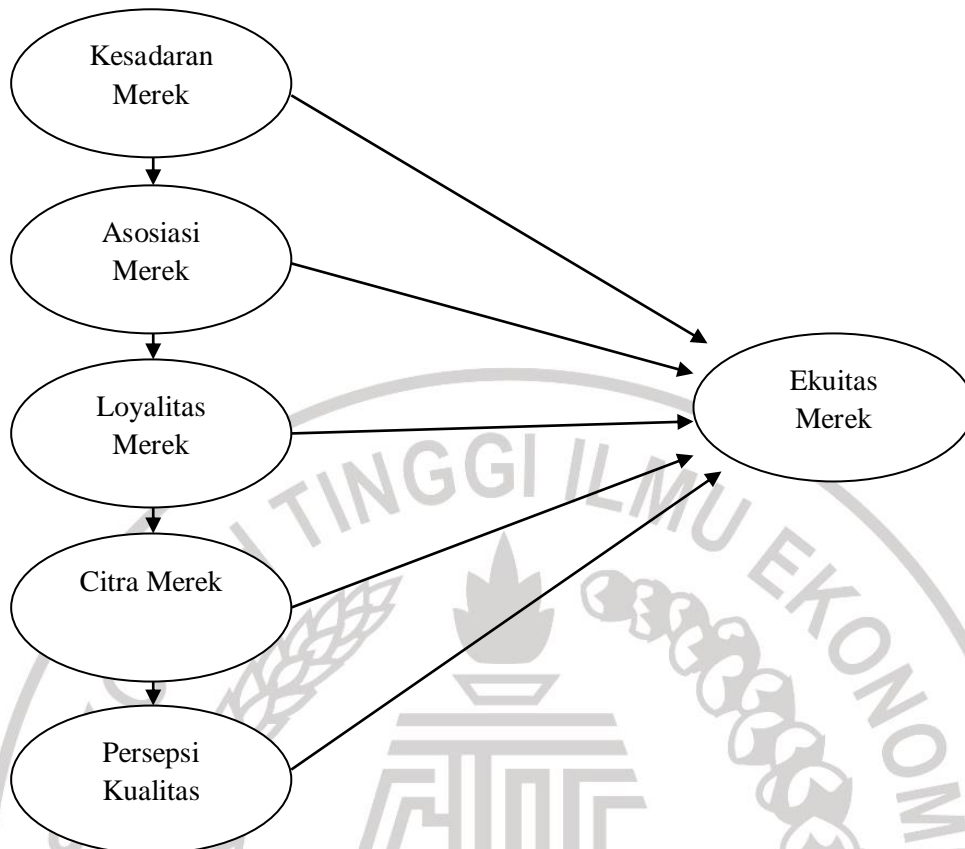 Kesadaran
Merek
Asosiasi
Merek
Loyalitas
Merek
Citra Merek
Persepsi
Kualitas
Ekuitas
Merek
TINGGI ILMU EKONOM